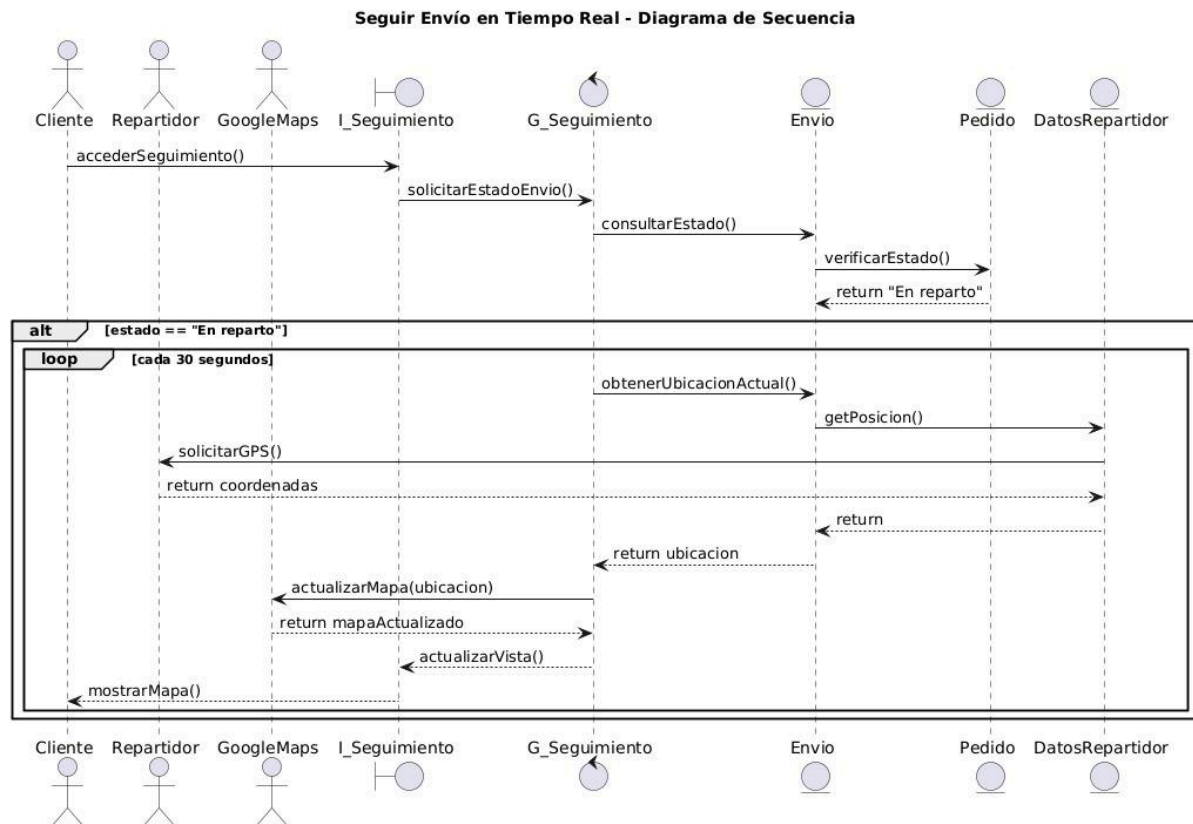 Seguir Envío en Tiempo Real - Diagrama de Secuencia
Cliente Repartidor GoogleMaps I_Seguimiento G_Seguimiento Envio Pedido DatosRepartidor
accederSeguimiento()
solicitarEstadoEnvio()
consultarEstado()
verificarEstado()
return "En reparto"
alt [estado == "En reparto"]
loop [cada 30 segundos]
obtenerUbicacionActual()
getPosicion()
solicitarGPS()
return coordenadas
return
return ubicacion
actualizarMapa(ubicacion)
return mapaActualizado
actualizarVista()
mostrarMapa()
Cliente Repartidor GoogleMaps I_Seguimiento G_Seguimiento Envio Pedido DatosRepartidor